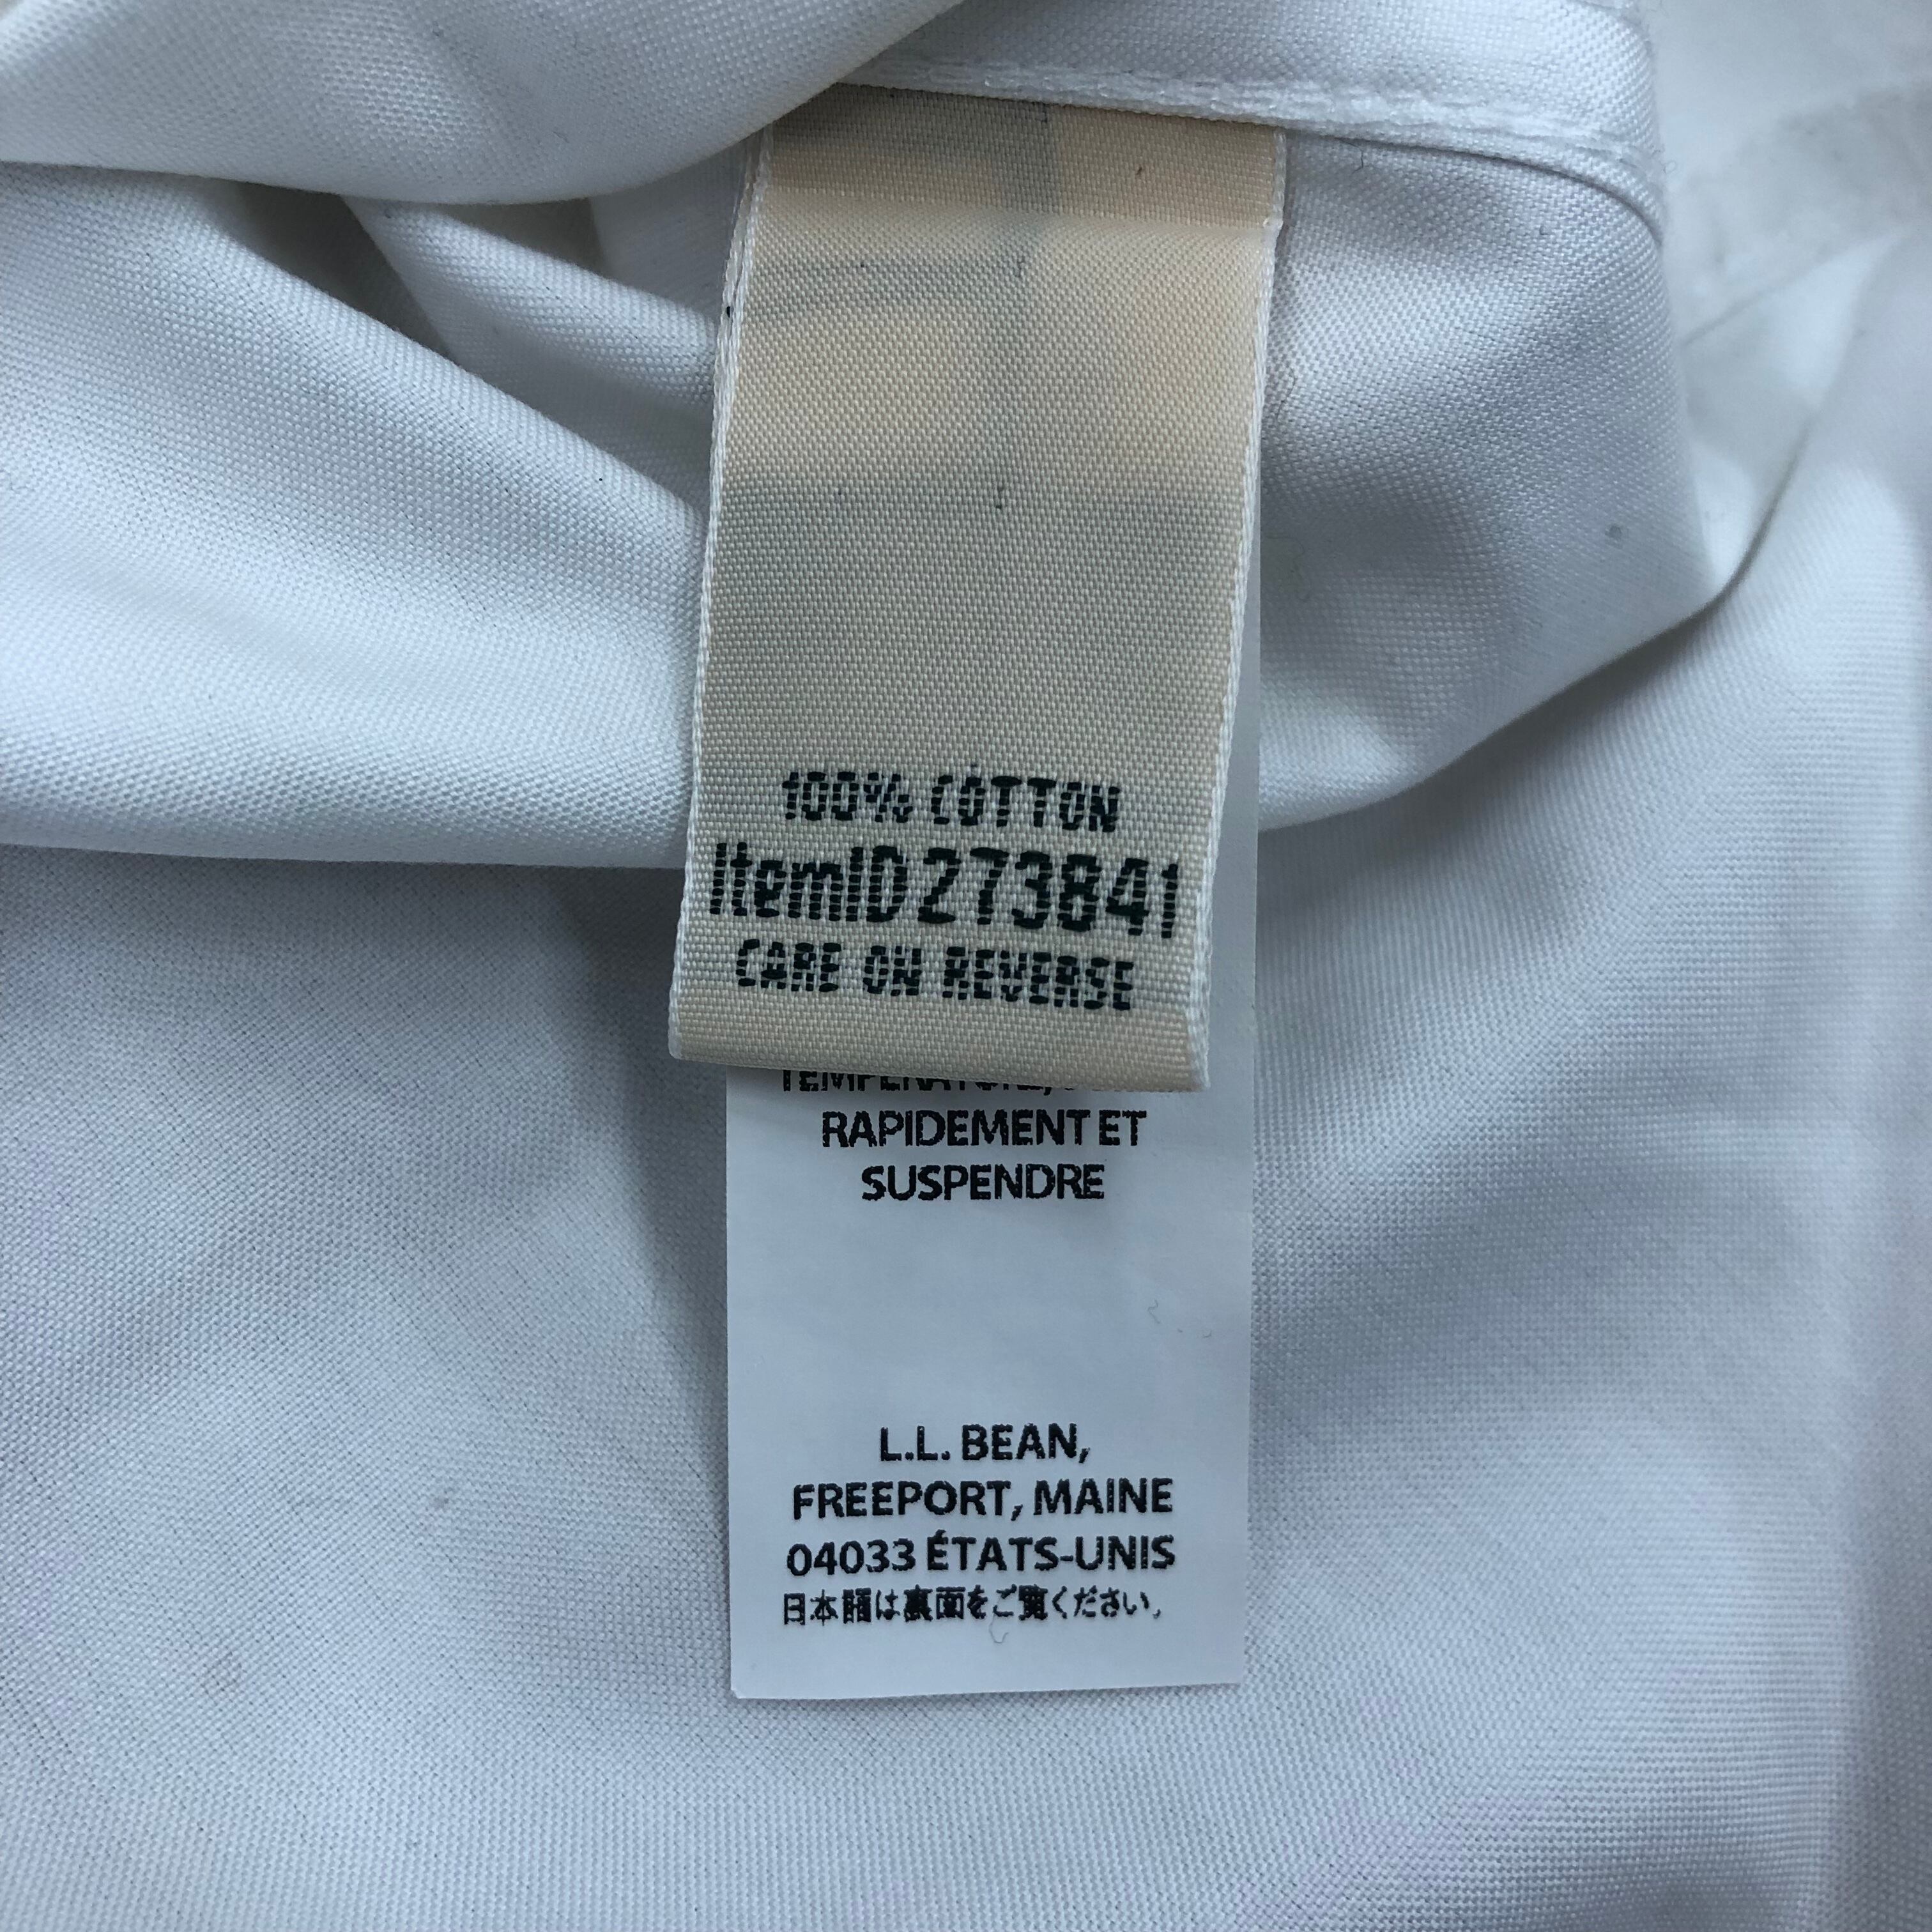 100% COTTON
ItemID 273841
CARE ON REVERSE
RAPIDEMENT ET
SUSPENDRE
L.L. BEAN,
FREEPORT, MAINE
04033 ÉTATS-UNIS
日本語は裏面をご覧ください。